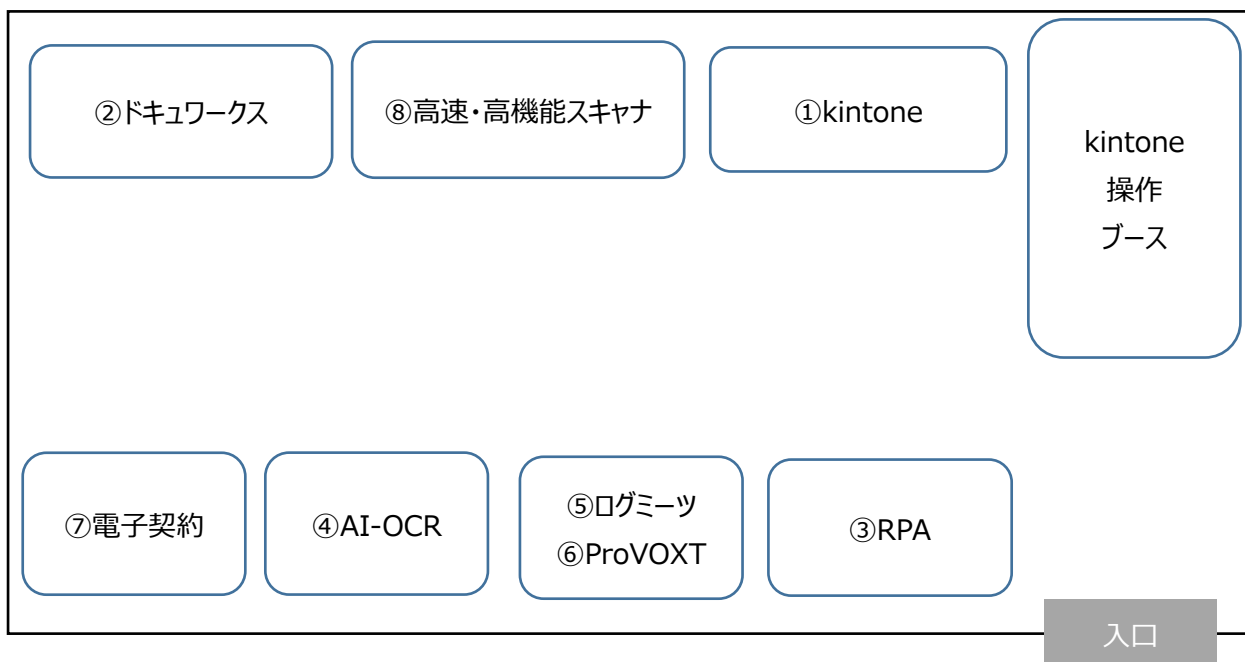 ②ドキュワークス
⑧高速・高機能スキャナ
①kintone
kintone
操作
ブース
⑦電子契約
④AI-OCR
⑤ログミーツ
⑥ProVOXT
③RPA
入口